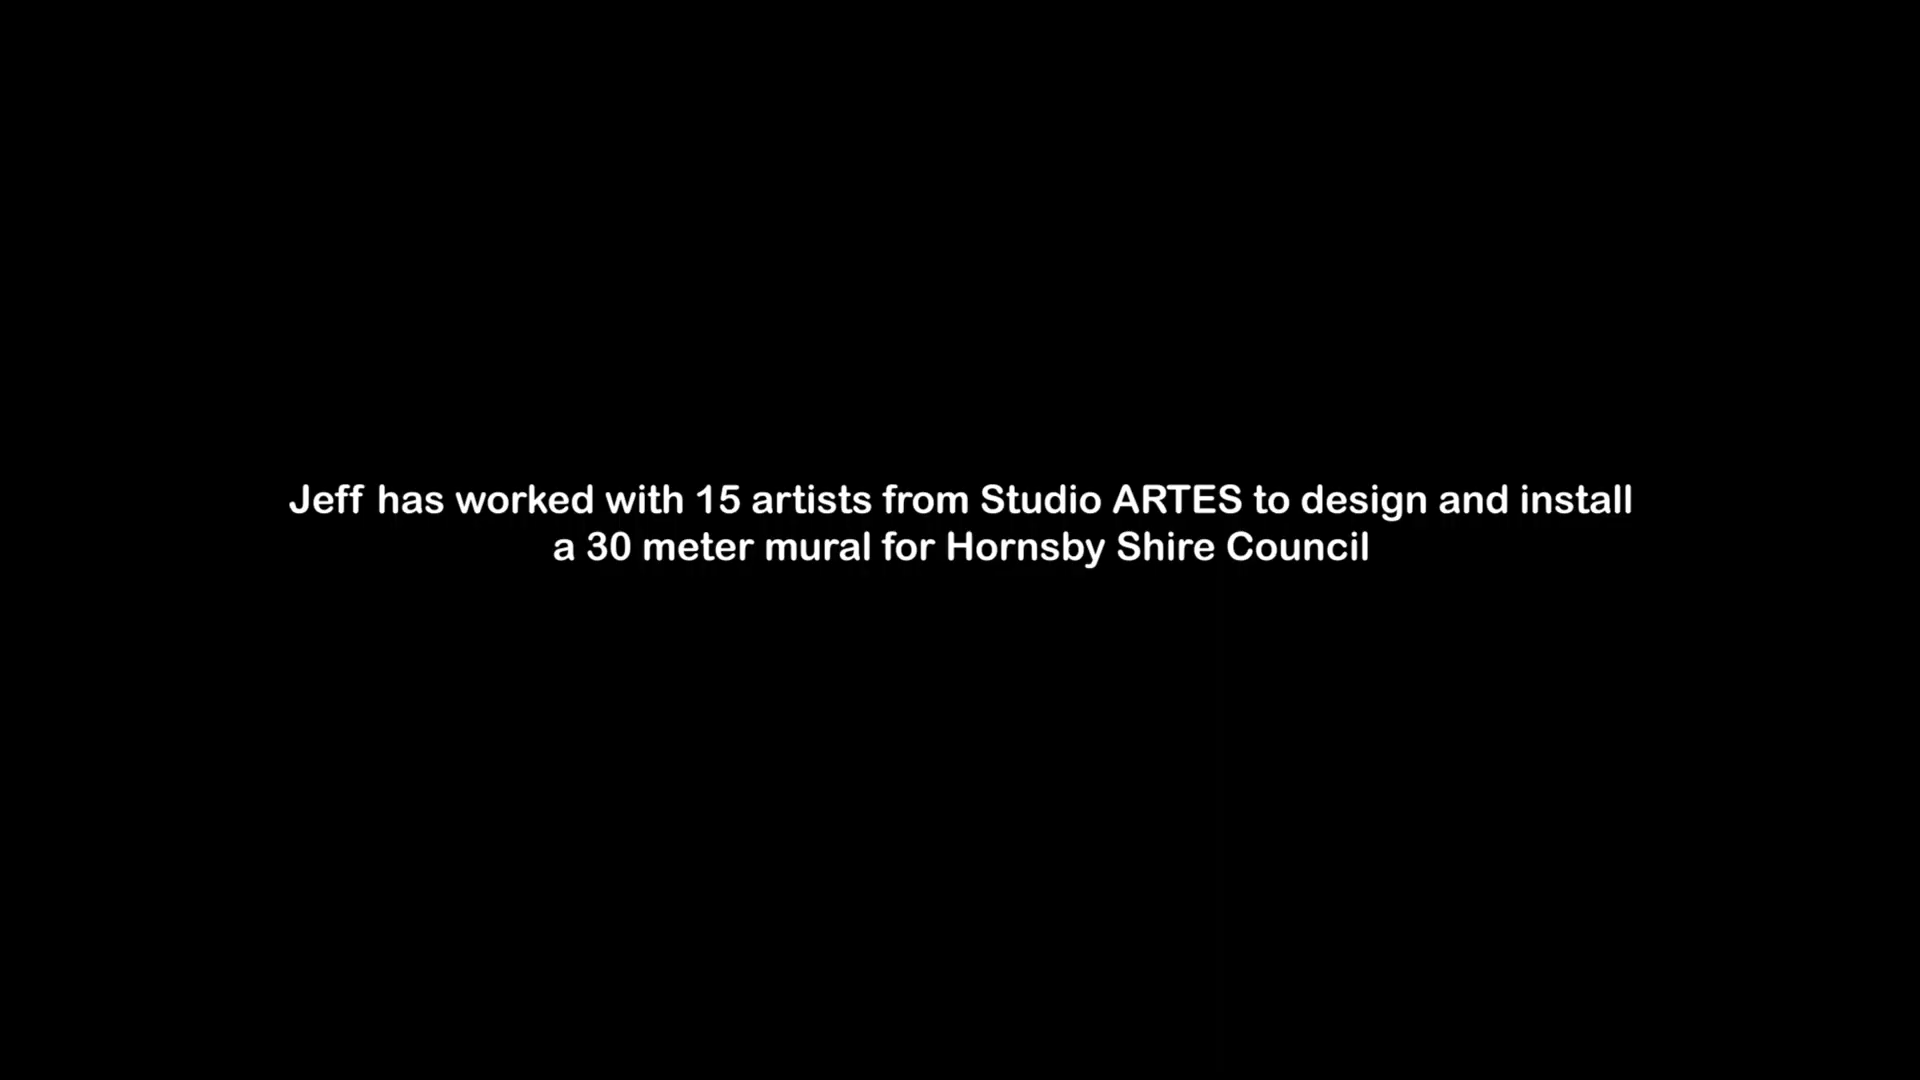 Jeff has worked with 15 artists from Studio ARTES to design and install
a 30 meter mural for Hornsby Shire Council